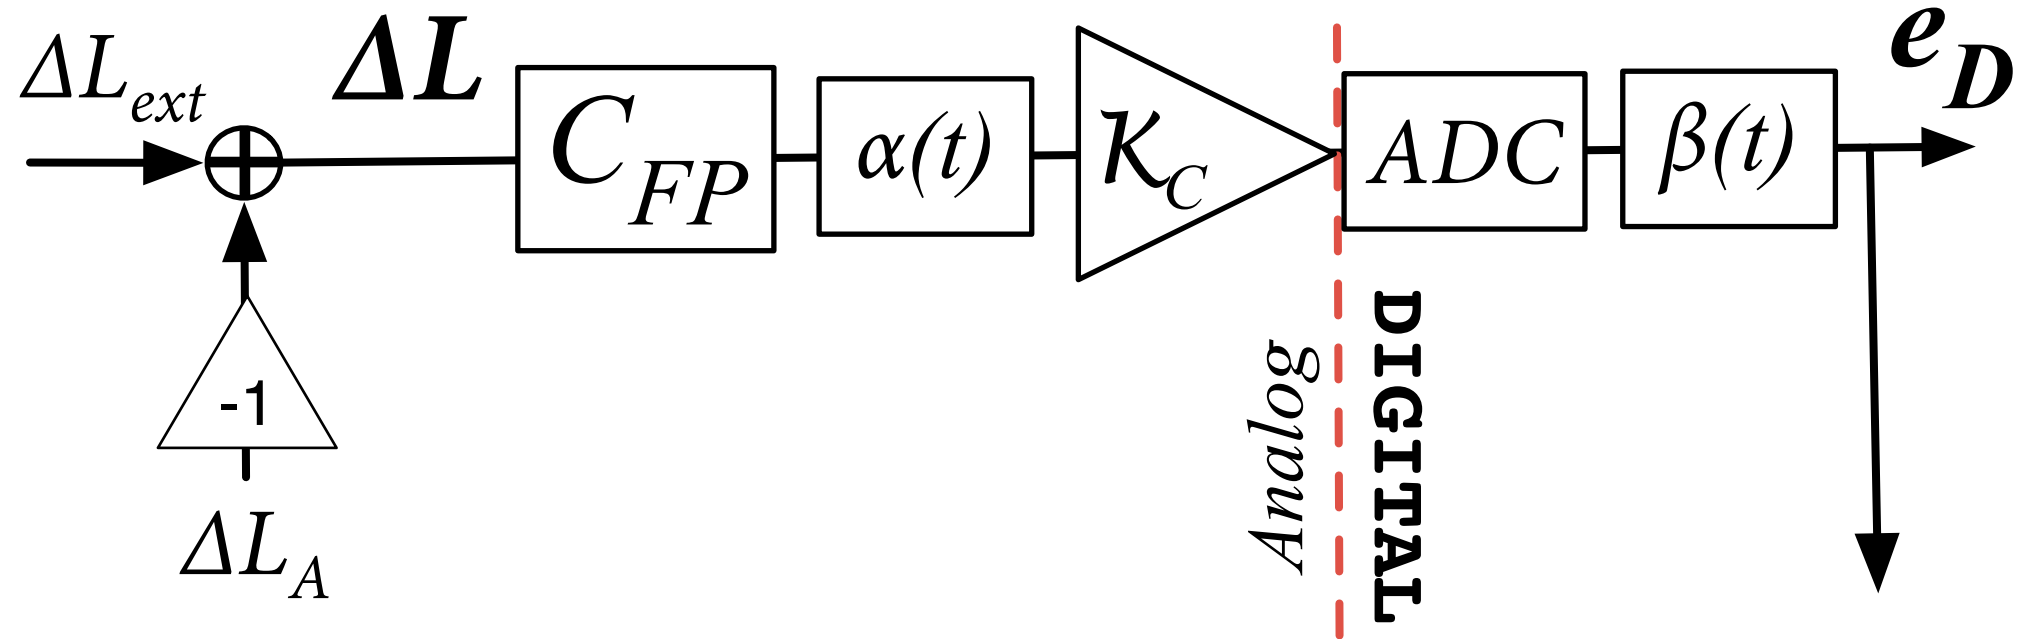 ΔL_ext
ΔL
C_FP
α(t)
K_C
ADC
β(t)
e_D
-1
ΔL_A
Analog
DIGITAL